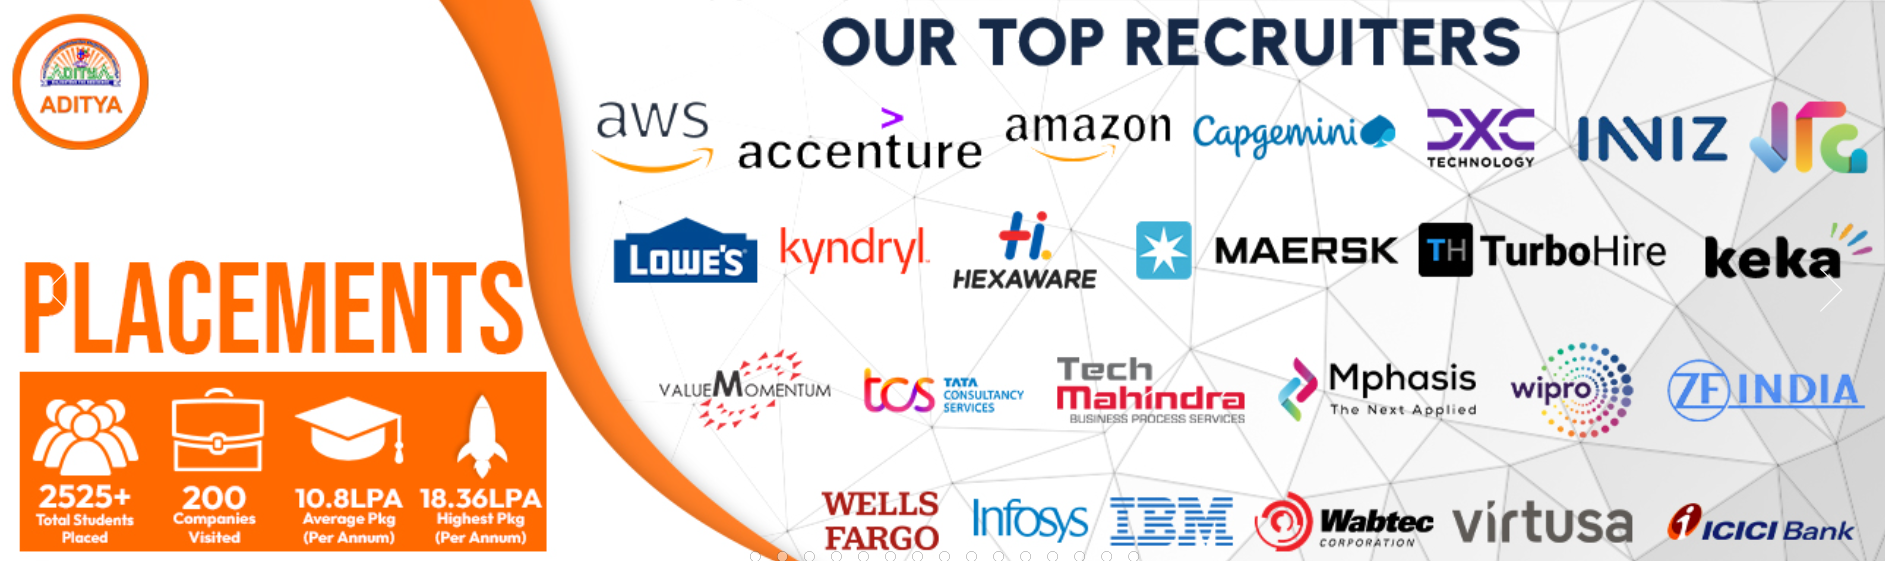 ADITYA
ADITYA
OUR TOP RECRUITERS
aws
accenture
amazon
Capgemini
DXC
TECHNOLOGY
INVIZ
LOWE'S
kyndryl
Hi.
HEXAWARE
MAERSK
TH TurboHire
keka
PLACEMENTS
VALUEMOMENTUM
tcs TATA
CONSULTANCY
SERVICES
Tech
Mahindra
BUSINESS PROCESS SERVICES
Mphasis
The Next Applied
wipro
ZF INDIA
2525+
Total Students
Placed
200
Companies
Visited
10.8LPA
Average Pkg
(Per Annum)
18.36LPA
Highest Pkg
(Per Annum)
WELLS
FARGO
Infosys
IBM
Wabtec
CORPORATION
virtusa
ICICI Bank